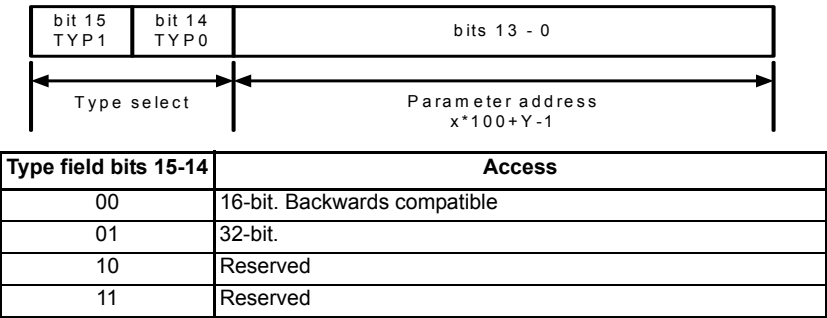 bit 15 bit 14 bits 13 - 0
TYP1 TYP0
Type select Parameter address
x*100+Y-1
Type field bits 15-14 Access
00 16-bit. Backwards compatible
01 32-bit.
10 Reserved
11 Reserved